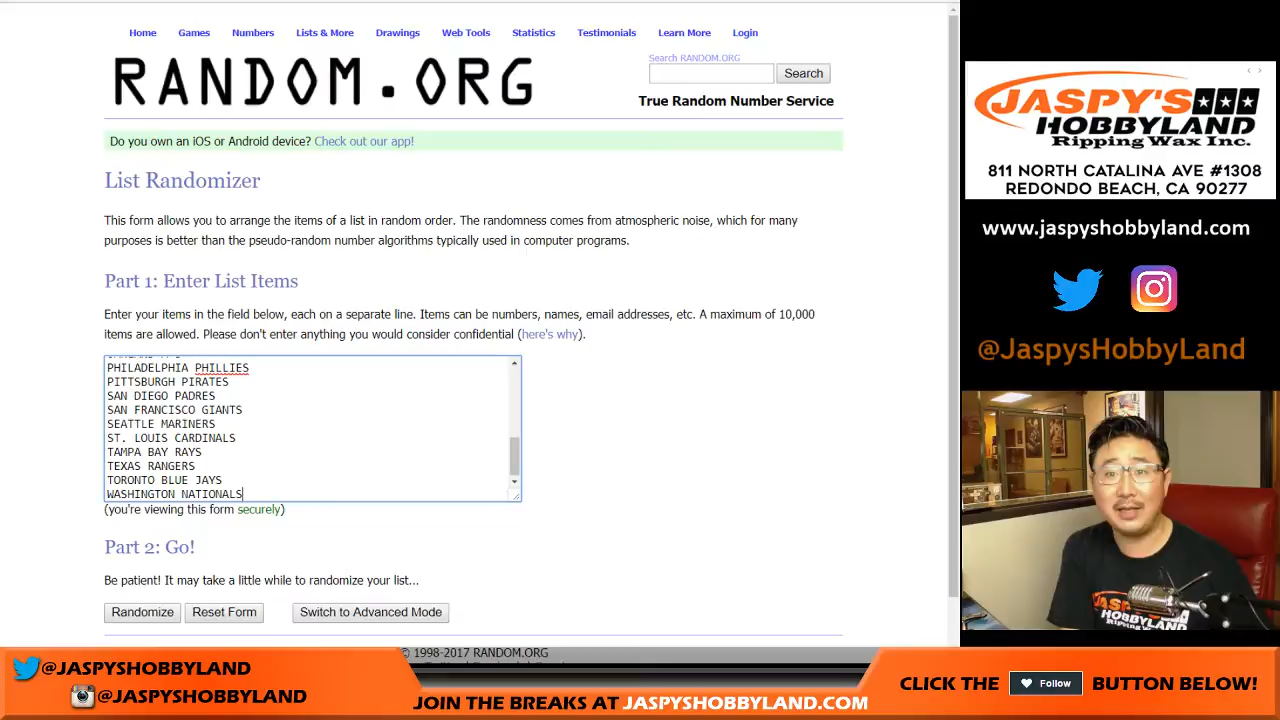 Home Games Numbers Lists & More Drawings Web Tools Statistics Testimonials Learn More Login
RANDOM.ORG
Search RANDOM.ORG
Search
True Random Number Service
Do you own an iOS or Android device? Check out our app!
List Randomizer
This form allows you to arrange the items of a list in random order. The randomness comes from atmospheric noise, which for many
purposes is better than the pseudo-random number algorithms typically used in computer programs.
Part 1: Enter List Items
Enter your items in the field below, each on a separate line. Items can be numbers, names, email addresses, etc. A maximum of 10,000
items are allowed. Please don't enter anything you would consider confidential (here's why).
PHILADELPHIA PHILLIES
PITTSBURGH PIRATES
SAN DIEGO PADRES
SAN FRANCISCO GIANTS
SEATTLE MARINERS
ST. LOUIS CARDINALS
TAMPA BAY RAYS
TEXAS RANGERS
TORONTO BLUE JAYS
WASHINGTON NATIONALS
(you're viewing this form securely)
Part 2: Go!
Be patient! It may take a little while to randomize your list...
Randomize Reset Form Switch to Advanced Mode
© 1998-2017 RANDOM.ORG
JASPY'S
HOBBYLAND
Ripping Wax Inc.
811 NORTH CATALINA AVE #1308
REDONDO BEACH, CA 90277
www.jaspyshobbyland.com
@JaspysHobbyLand
JASPY'S
HOBBYLAND
Ripping Wax
@JASPYSHOBBYLAND
@JASPYSHOBBYLAND
JOIN THE BREAKS AT JASPYSHOBBYLAND.COM
CLICK THE Follow BUTTON BELOW!